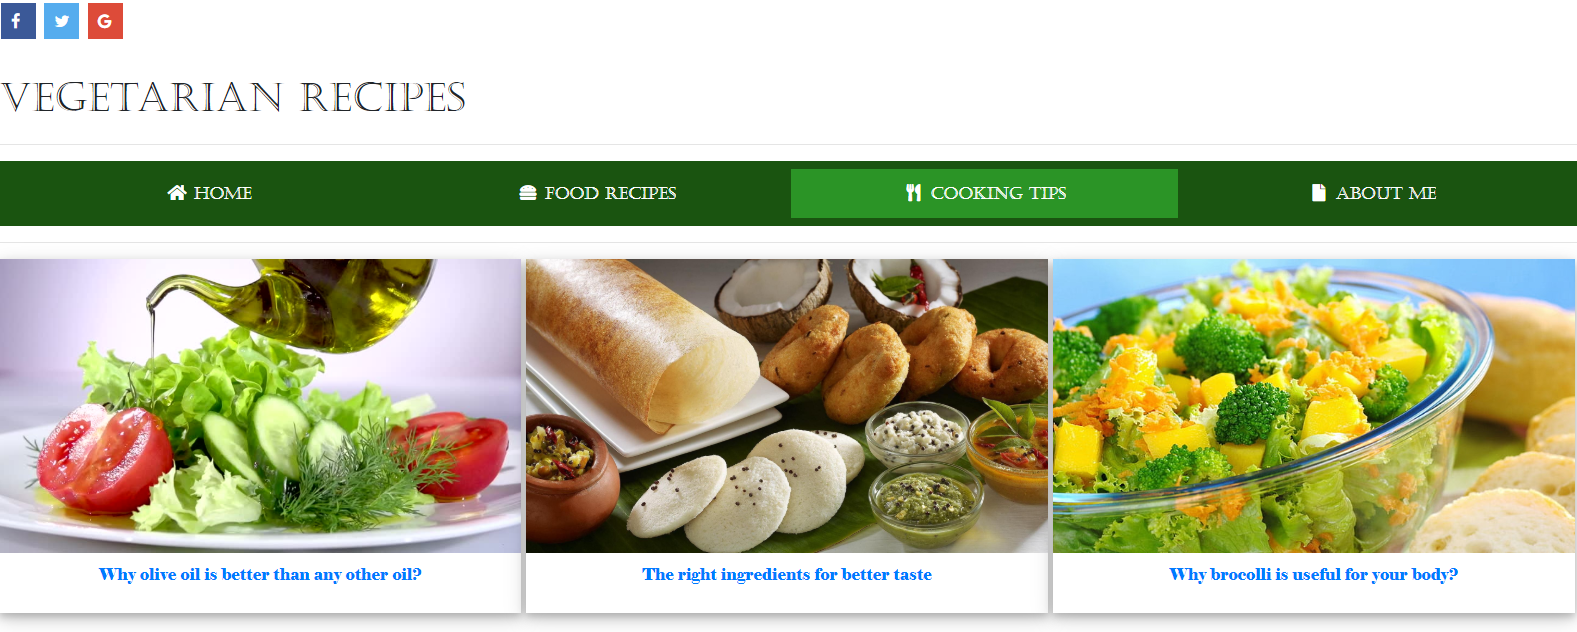 VEGETARIAN RECIPES
HOME FOOD RECIPES COOKING TIPS ABOUT ME
Why olive oil is better than any other oil? The right ingredients for better taste Why brocolli is useful for your body?